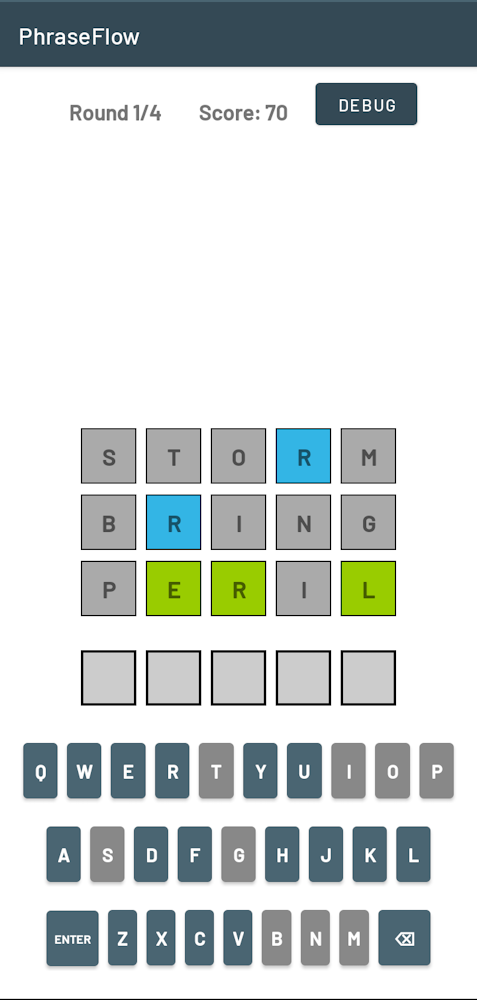 PhraseFlow
Round 1/4 Score: 70 DEBUG
S T O R M
B R I N G
P E R I L
Q W E R T Y U I O P
A S D F G H J K L
ENTER Z X C V B N M